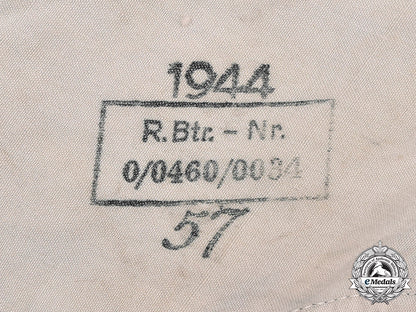 1944
R.Btr. – Nr.
0/0460/0034
57
eMedals